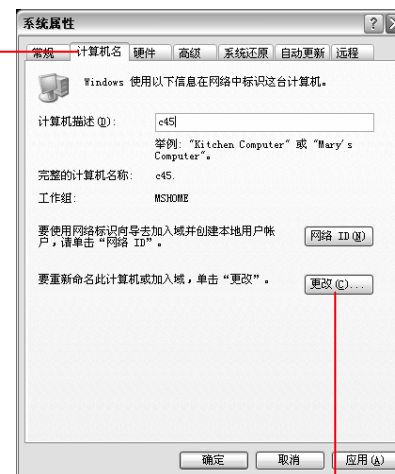 系统属性
常规 计算机名 硬件 高级 系统还原 自动更新 远程
Windows 使用以下信息在网络中标识这台计算机。
计算机描述(D): c45
举例: "Kitchen Computer" 或 "Mary's
Computer"。
完整的计算机名称: c45.
工作组: MSHOME
要使用网络标识向导去加入域并创建本地用户帐
户，请单击“网络 ID”。
网络 ID(N)
要重新命名此计算机或加入域，单击“更改”。
更改(C)...
确定 取消 应用(A)